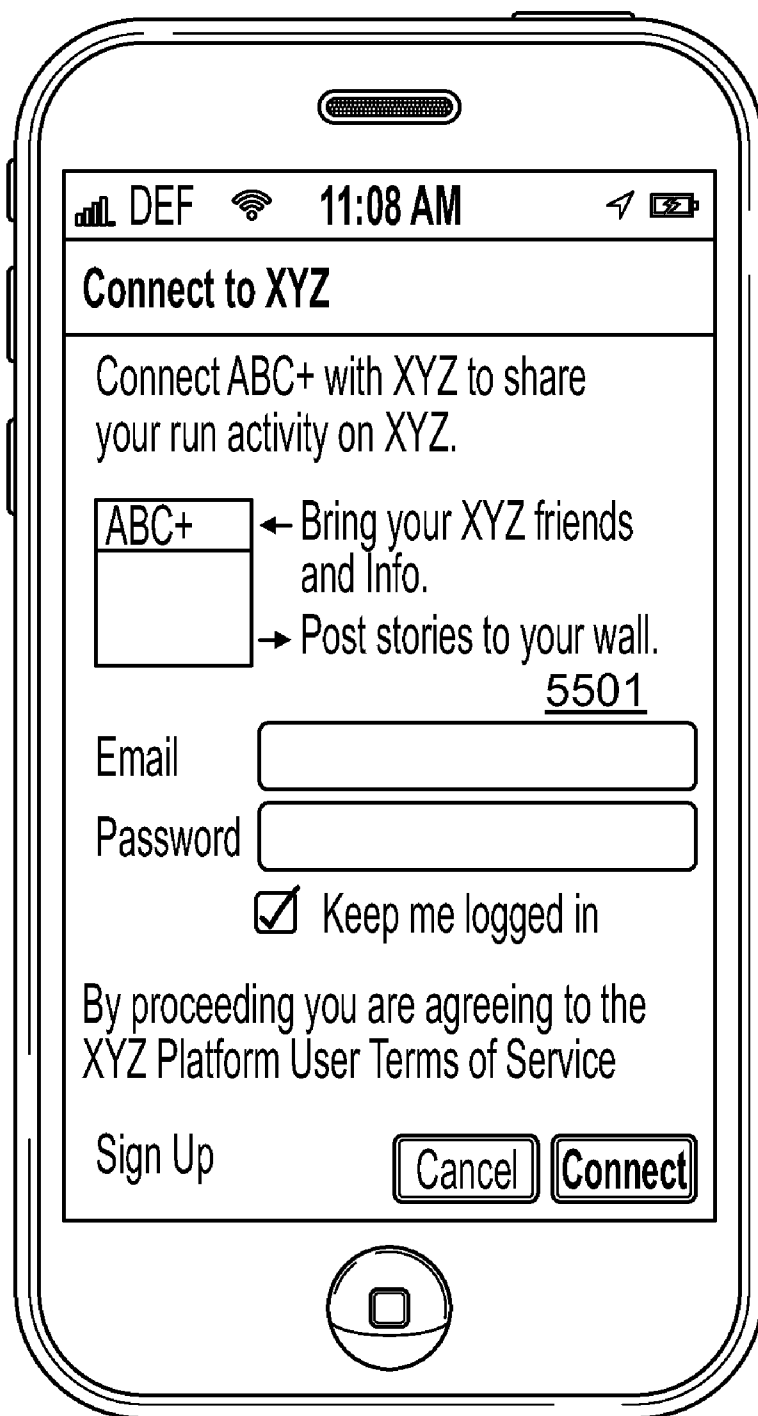 DEF 11:08 AM
Connect to XYZ
Connect ABC+ with XYZ to share
your run activity on XYZ.
ABC+ ← Bring your XYZ friends
and Info.
→ Post stories to your wall.
5501
Email
Password
Keep me logged in
By proceeding you are agreeing to the
XYZ Platform User Terms of Service
Sign Up Cancel Connect